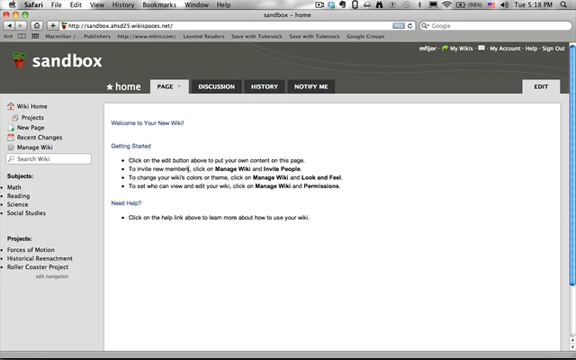 Safari File Edit View History Bookmarks Window Help (98%) Tue 5:18 PM
sandbox – home
http://sandbox.ahsd25.wikispaces.net/
Google
Macmillan / Publishers Back to Tubesock Leveled Readers Save with Tubesock Google Groups
mfljor My Wikis My Account Help Sign Out
sandbox
home PAGE DISCUSSION HISTORY NOTIFY ME EDIT
Wiki Home
Projects
New Page
Recent Changes
Manage Wiki
Search Wiki
Subjects:
Math
Reading
Science
Social Studies
Projects:
Forces of Motion
Historical Reenactment
Roller Coaster Project
edit navigation
Welcome to Your New Wiki!
Getting Started
Click on the edit button above to put your own content on this page.
To invite new members, click on Manage Wiki and Invite People.
To change your wiki's colors or theme, click on Manage Wiki and Look and Feel.
To set who can view and edit your wiki, click on Manage Wiki and Permissions.
Need Help?
Click on the help link above to learn more about how to use your wiki.